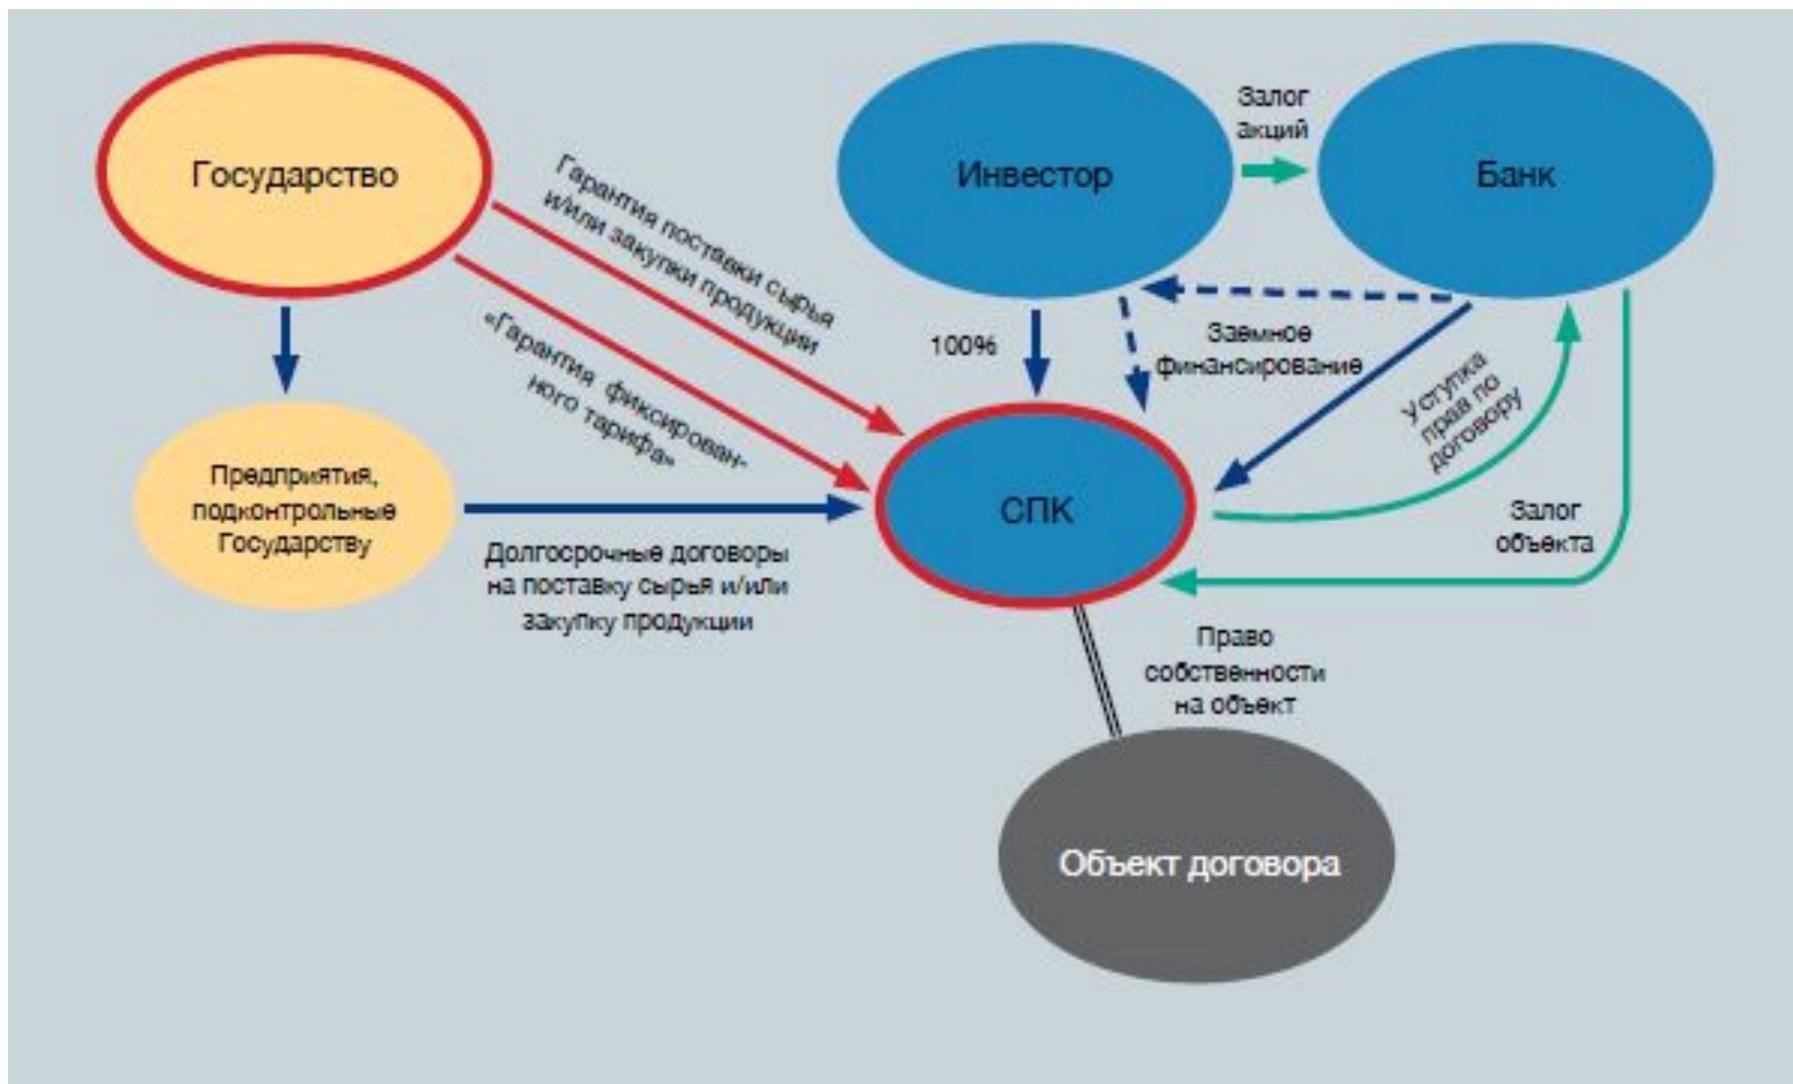 Государство
Гарантия поставки сырья
и/или закупки продукции
«Гарантия фиксирован-
ного тарифа»
Предприятия,
подконтрольные
Государству
Долгосрочные договоры
на поставку сырья и/или
закупку продукции
Инвестор
Залог
акций
Банк
100%
Заемное
финансирование
Уступка
прав по
договору
СПК
Залог
объекта
Право
собственности
на объект
Объект договора